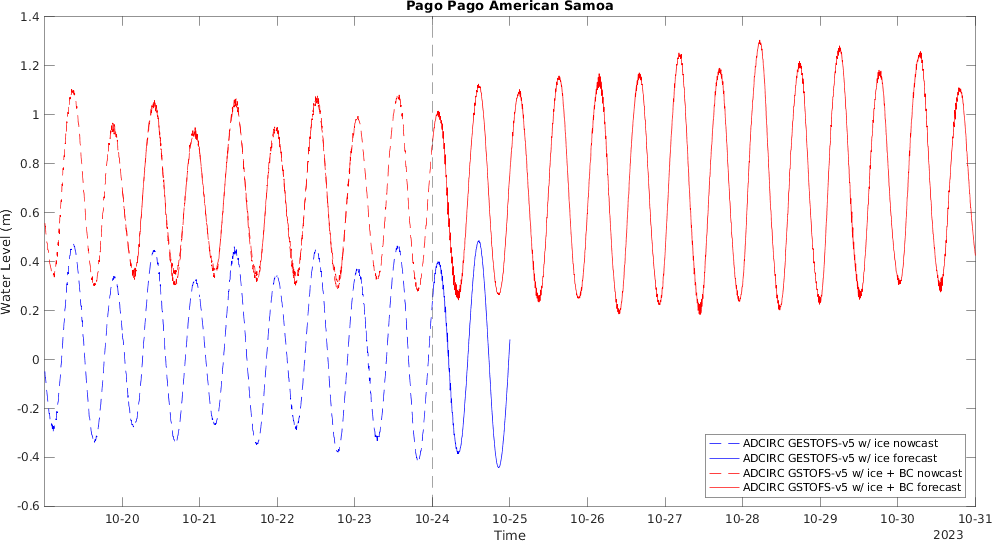 Pago Pago American Samoa
1.4
1.2
1
0.8
0.6
0.4
0.2
0
-0.2
-0.4
-0.6
Water Level (m)
ADCIRC GESTOFS-v5 w/ ice nowcast
ADCIRC GESTOFS-v5 w/ ice forecast
ADCIRC GSTOFS-v5 w/ ice + BC nowcast
ADCIRC GSTOFS-v5 w/ ice + BC forecast
10-20 10-21 10-22 10-23 10-24 10-25 10-26 10-27 10-28 10-29 10-30 10-31
Time
2023